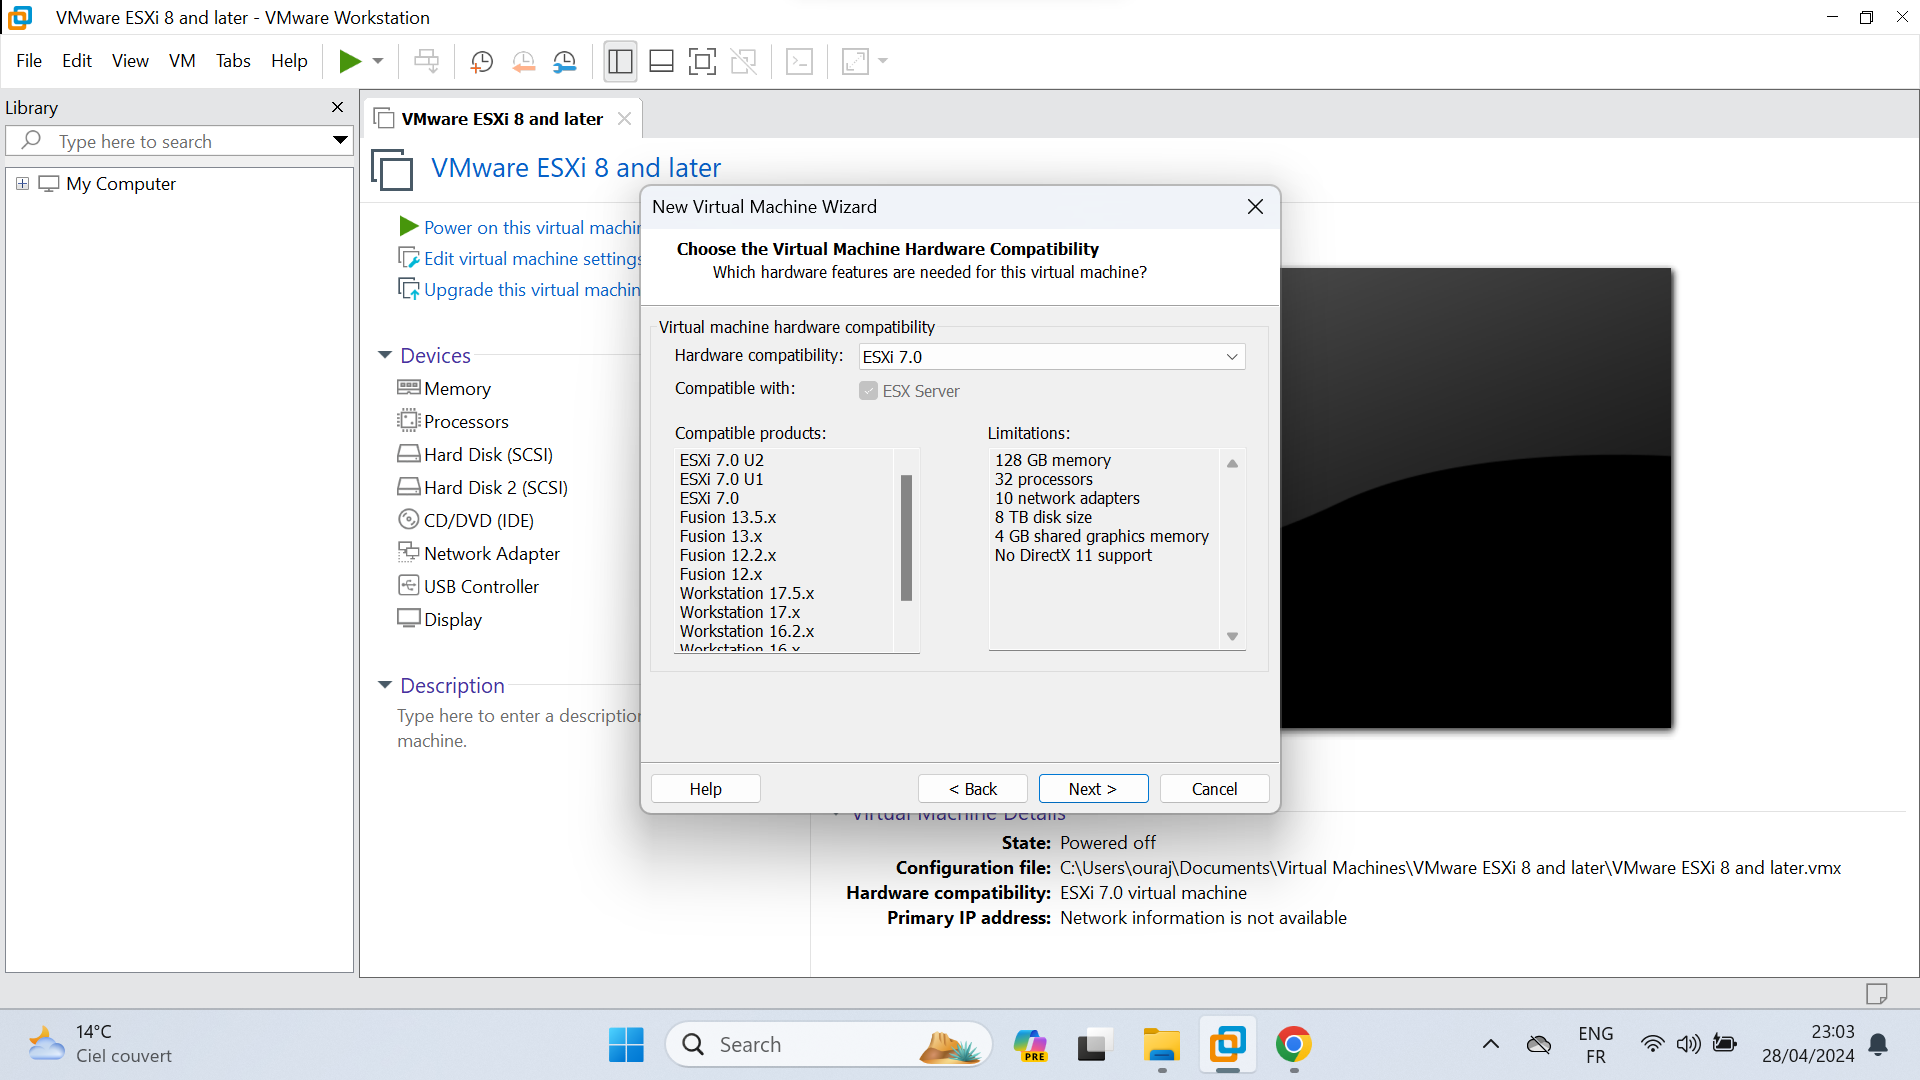 VMware ESXi 8 and later - VMware Workstation
File Edit View VM Tabs Help
Library
Type here to search
My Computer
VMware ESXi 8 and later
VMware ESXi 8 and later
Power on this virtual machin
Edit virtual machine settings
Upgrade this virtual machin
Devices
Memory
Processors
Hard Disk (SCSI)
Hard Disk 2 (SCSI)
CD/DVD (IDE)
Network Adapter
USB Controller
Display
Description
Type here to enter a description
machine.
New Virtual Machine Wizard
Choose the Virtual Machine Hardware Compatibility
Which hardware features are needed for this virtual machine?
Virtual machine hardware compatibility
Hardware compatibility: ESXi 7.0
Compatible with: ESX Server
Compatible products:
ESXi 7.0 U2
ESXi 7.0 U1
ESXi 7.0
Fusion 13.5.x
Fusion 13.x
Fusion 12.2.x
Fusion 12.x
Workstation 17.5.x
Workstation 17.x
Workstation 16.2.x
Workstation 16.x
Limitations:
128 GB memory
32 processors
10 network adapters
8 TB disk size
4 GB shared graphics memory
No DirectX 11 support
Help < Back Next > Cancel
Virtual Machine Details
State: Powered off
Configuration file: C:\Users\ouraj\Documents\Virtual Machines\VMware ESXi 8 and later\VMware ESXi 8 and later.vmx
Hardware compatibility: ESXi 7.0 virtual machine
Primary IP address: Network information is not available
14°C
Ciel couvert
Search
PRE
ENG
FR
23:03
28/04/2024